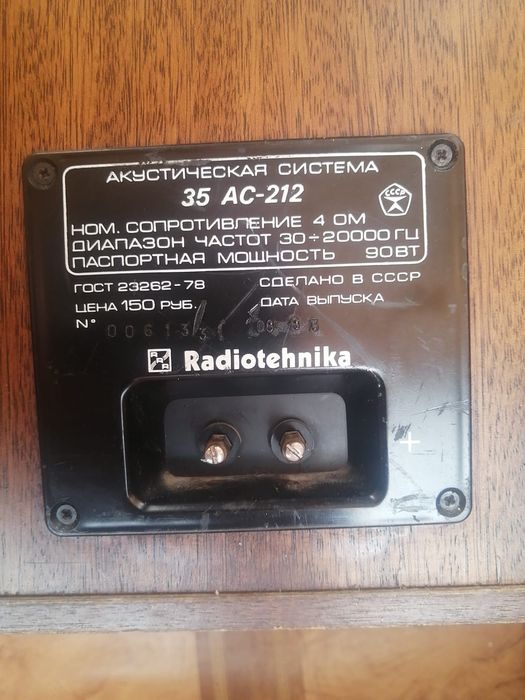 АКУСТИЧЕСКАЯ СИСТЕМА
35 АС-212
СССР
НОМ. СОПРОТИВЛЕНИЕ 4 ОМ
ДИАПАЗОН ЧАСТОТ 30÷20000 ГЦ
ПАСПОРТНАЯ МОЩНОСТЬ 90 ВТ
ГОСТ 23262-78 СДЕЛАНО В СССР
ЦЕНА 150 РУБ. ДАТА ВЫПУСКА
N°
RRR Radiotehnika
+